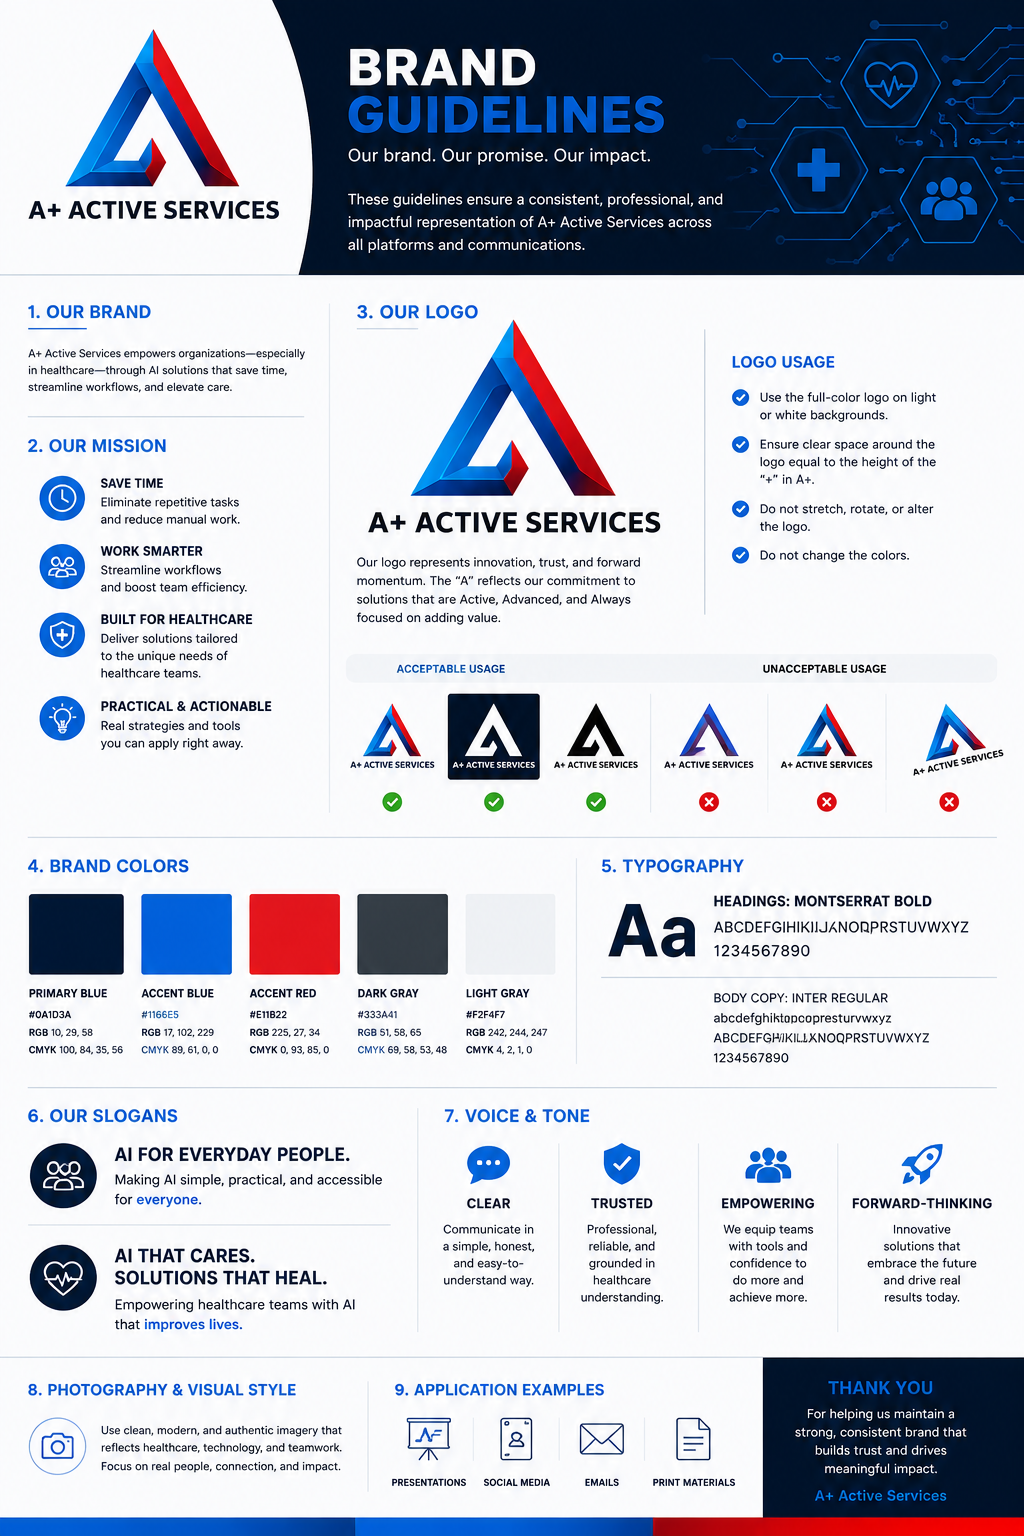 A+ ACTIVE SERVICES
BRAND
GUIDELINES
Our brand. Our promise. Our impact.
These guidelines ensure a consistent, professional, and
impactful representation of A+ Active Services across
all platforms and communications.
1. OUR BRAND
A+ Active Services empowers organizations—especially
in healthcare—through AI solutions that save time,
streamline workflows, and elevate care.
2. OUR MISSION
SAVE TIME
Eliminate repetitive tasks
and reduce manual work.
WORK SMARTER
Streamline workflows
and boost team efficiency.
BUILT FOR HEALTHCARE
Deliver solutions tailored
to the unique needs of
healthcare teams.
PRACTICAL & ACTIONABLE
Real strategies and tools
you can apply right away.
3. OUR LOGO
A+ ACTIVE SERVICES
Our logo represents innovation, trust, and forward
momentum. The “A” reflects our commitment to
solutions that are Active, Advanced, and Always
focused on adding value.
LOGO USAGE
Use the full-color logo on light
or white backgrounds.
Ensure clear space around the
logo equal to the height of the
“+” in A+.
Do not stretch, rotate, or alter
the logo.
Do not change the colors.
ACCEPTABLE USAGE
UNACCEPTABLE USAGE
A+ ACTIVE SERVICES
A+ ACTIVE SERVICES
A+ ACTIVE SERVICES
A+ ACTIVE SERVICES
A+ ACTIVE SERVICES
A+ ACTIVE SERVICES
4. BRAND COLORS
PRIMARY BLUE
#0A1D3A
RGB 10, 29, 58
CMYK 100, 84, 35, 56
ACCENT BLUE
#1166E5
RGB 17, 102, 229
CMYK 89, 61, 0, 0
ACCENT RED
#E11B22
RGB 225, 27, 34
CMYK 0, 93, 85, 0
DARK GRAY
#333A41
RGB 51, 58, 65
CMYK 69, 58, 53, 48
LIGHT GRAY
#F2F4F7
RGB 242, 244, 247
CMYK 4, 2, 1, 0
5. TYPOGRAPHY
Aa
HEADINGS: MONTSERRAT BOLD
1234567890
BODY COPY: INTER REGULAR
1234567890
6. OUR SLOGANS
AI FOR EVERYDAY PEOPLE.
Making AI simple, practical, and accessible
for everyone.
AI THAT CARES.
SOLUTIONS THAT HEAL.
Empowering healthcare teams with AI
that improves lives.
7. VOICE & TONE
CLEAR
Communicate in
a simple, honest,
and easy-to-
understand way.
TRUSTED
Professional,
reliable, and
grounded in
healthcare
understanding.
EMPOWERING
We equip teams
with tools and
confidence to
do more and
achieve more.
FORWARD-THINKING
Innovative
solutions that
embrace the future
and drive real
results today.
8. PHOTOGRAPHY & VISUAL STYLE
Use clean, modern, and authentic imagery that
reflects healthcare, technology, and teamwork.
Focus on real people, connection, and impact.
9. APPLICATION EXAMPLES
PRESENTATIONS
SOCIAL MEDIA
EMAILS
PRINT MATERIALS
THANK YOU
For helping us maintain a
strong, consistent brand that
builds trust and drives
meaningful impact.
A+ Active Services